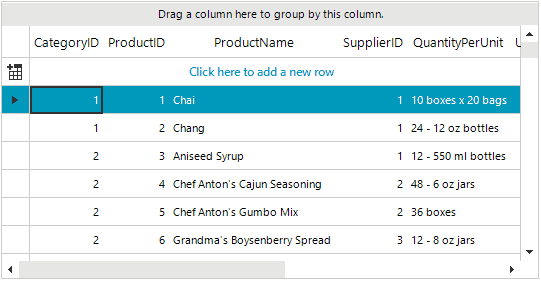 Drag a column here to group by this column.
CategoryID ProductID ProductName SupplierID QuantityPerUnit
Click here to add a new row
1 1 Chai 1 10 boxes x 20 bags
1 2 Chang 1 24 - 12 oz bottles
2 3 Aniseed Syrup 1 12 - 550 ml bottles
2 4 Chef Anton's Cajun Seasoning 2 48 - 6 oz jars
2 5 Chef Anton's Gumbo Mix 2 36 boxes
2 6 Grandma's Boysenberry Spread 3 12 - 8 oz jars